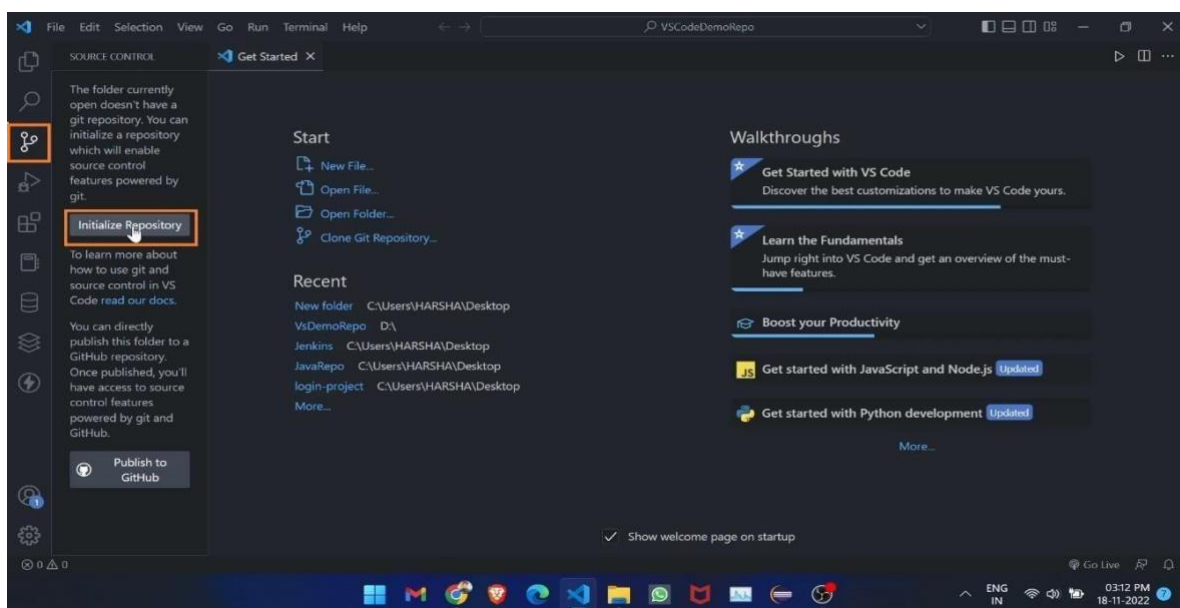 File Edit Selection View Go Run Terminal Help
VSCodeDemoRepo
SOURCE CONTROL
Get Started
The folder currently
open doesn't have a
git repository. You can
initialize a repository
which will enable
source control
features powered by
git.
Initialize Repository
To learn more about
how to use git and
source control in VS
Code read our docs.
You can directly
publish this folder to a
GitHub repository.
Once published, you'll
have access to source
control features
powered by git and
GitHub.
Publish to
GitHub
Start
New File...
Open File...
Open Folder...
Clone Git Repository...
Recent
New folder C:\Users\HARSHA\Desktop
VsDemoRepo D:\
Jenkins C:\Users\HARSHA\Desktop
JavaRepo C:\Users\HARSHA\Desktop
login-project C:\Users\HARSHA\Desktop
More...
Walkthroughs
Get Started with VS Code
Discover the best customizations to make VS Code yours.
Learn the Fundamentals
Jump right into VS Code and get an overview of the must-
have features.
Boost your Productivity
JS Get started with JavaScript and Node.js Updated
Get started with Python development Updated
More...
Show welcome page on startup
1
0 0
Go Live
ENG
IN
03:12 PM
18-11-2022
7